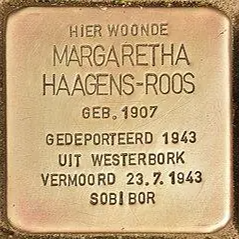 HIER WOONDE
MARGARETHA
HAAGENS-ROOS
GEB. 1907
GEDEPORTEERD 1943
UIT WESTERBORK
VERMOORD 23.7.1943
SOBIBOR